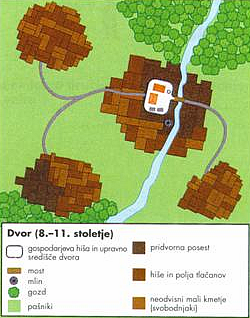 Dvor (8.–11. stoletje)
gospodarjeva hiša in upravno
središče dvora
most
mlin
gozd
pašniki
pridvorna posest
hiše in polja tlačanov
neodvisni mali kmetje
(svobodnjaki)